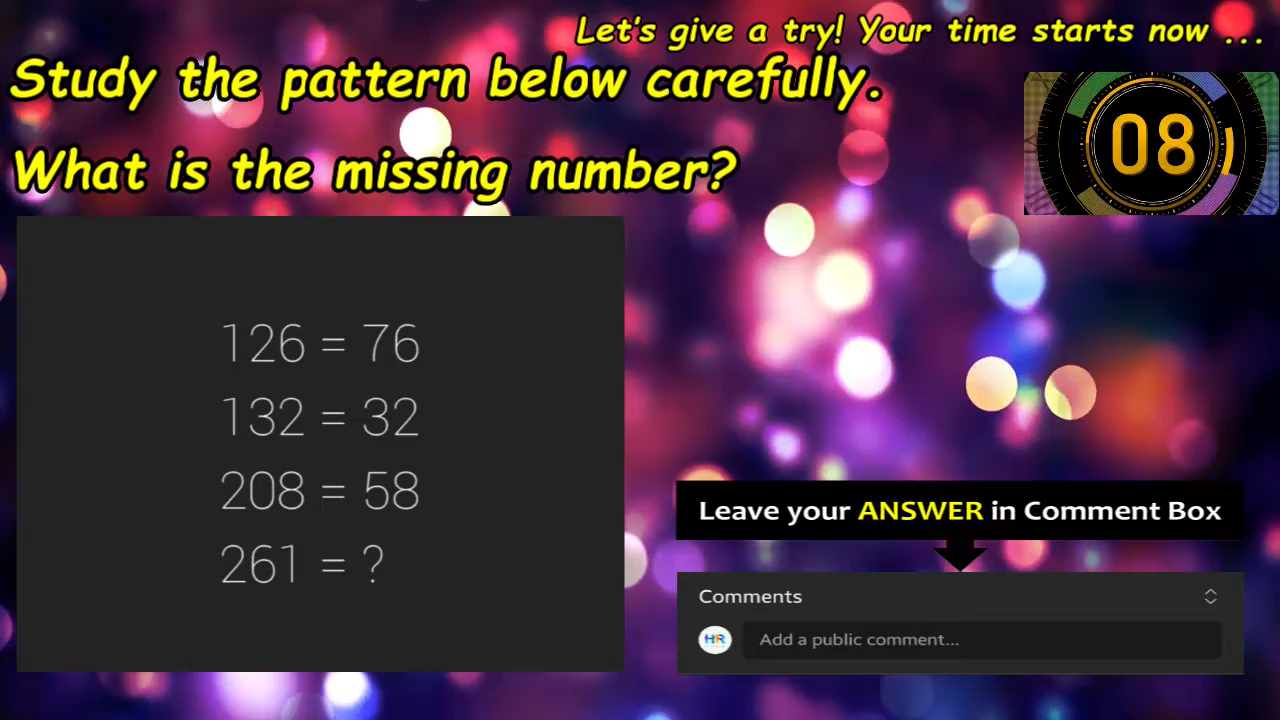 Let's give a try! Your time starts now ...
Study the pattern below carefully.
What is the missing number?
08
126 = 76
132 = 32
208 = 58
261 = ?
Leave your ANSWER in Comment Box
Comments
HR
Add a public comment...